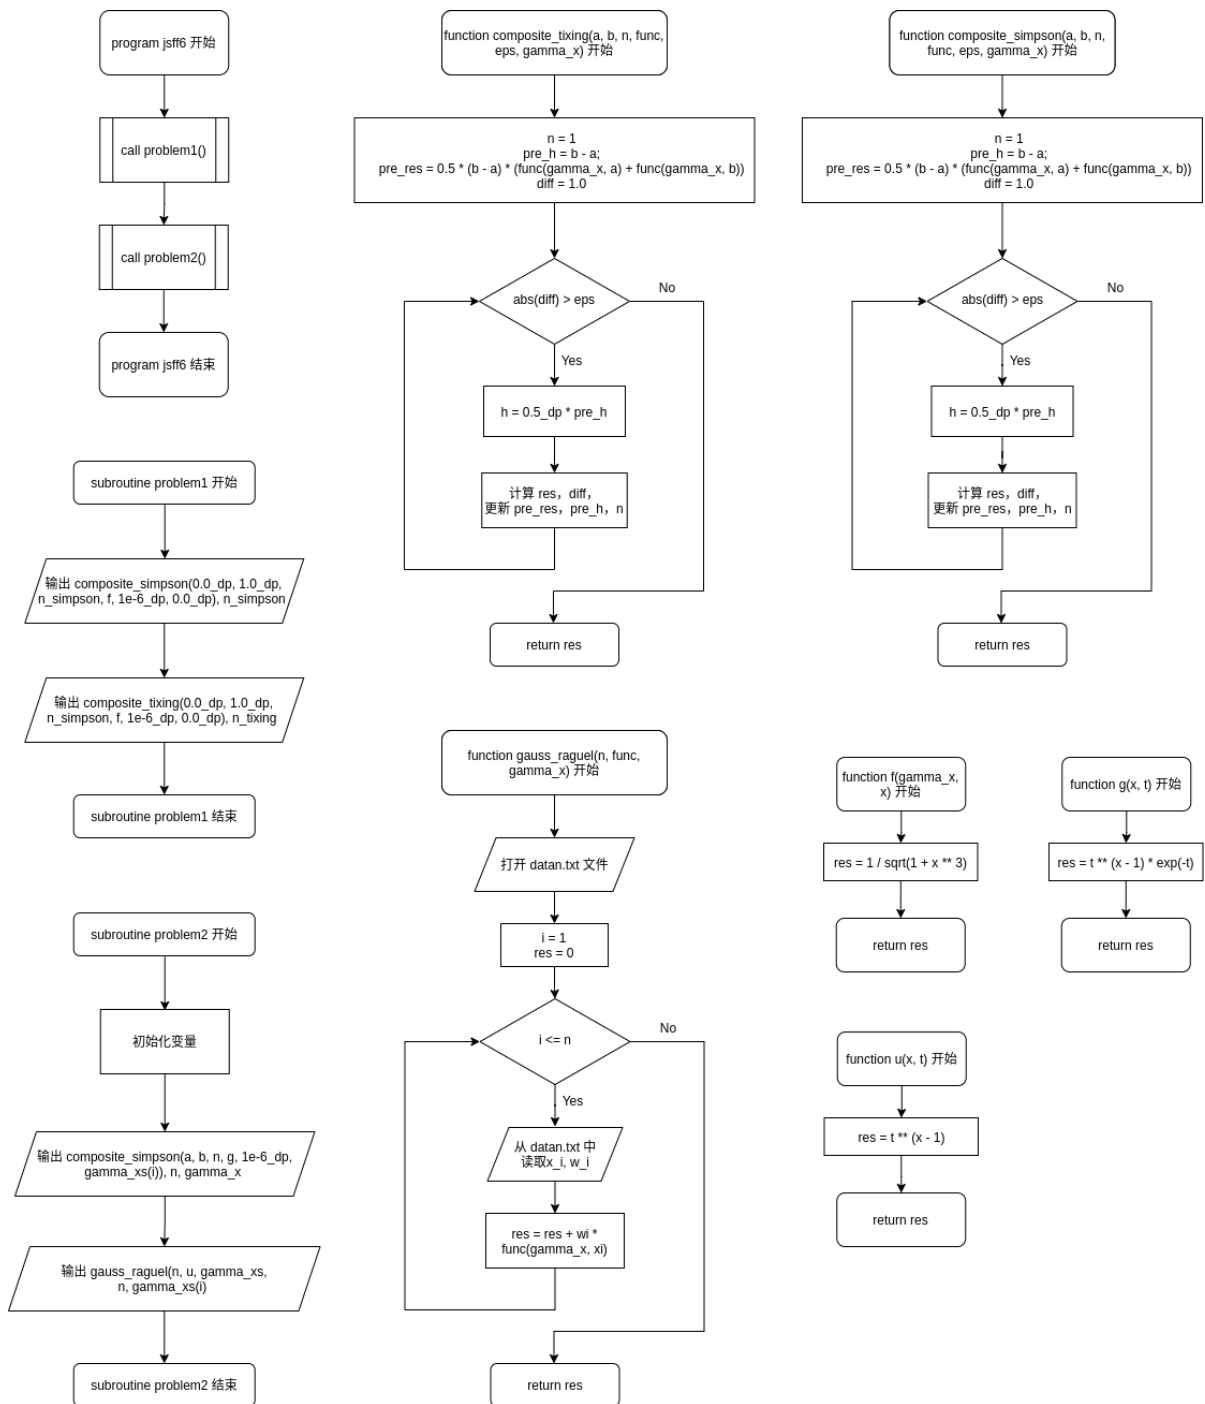 program jsff6 开始
call problem1()
call problem2()
program jsff6 结束
subroutine problem1 开始
输出 composite_simpson(0.0_dp, 1.0_dp,
n_simpson, f, 1e-6_dp, 0.0_dp), n_simpson
输出 composite_tixing(0.0_dp, 1.0_dp,
n_simpson, f, 1e-6_dp, 0.0_dp), n_tixing
subroutine problem1 结束
subroutine problem2 开始
初始化变量
输出 composite_simpson(a, b, n, g, 1e-6_dp,
gamma_xs(i)), n, gamma_x
输出 gauss_raguel(n, u, gamma_xs,
n, gamma_xs(i)
subroutine problem2 结束
function composite_tixing(a, b, n, func,
eps, gamma_x) 开始
n = 1
pre_h = b - a;
pre_res = 0.5 * (b - a) * (func(gamma_x, a) + func(gamma_x, b))
diff = 1.0
abs(diff) > eps
No
Yes
h = 0.5_dp * pre_h
计算 res，diff，
更新 pre_res，pre_h，n
return res
function composite_simpson(a, b, n,
func, eps, gamma_x) 开始
n = 1
pre_h = b - a;
pre_res = 0.5 * (b - a) * (func(gamma_x, a) + func(gamma_x, b))
diff = 1.0
abs(diff) > eps
No
Yes
h = 0.5_dp * pre_h
计算 res，diff，
更新 pre_res，pre_h，n
return res
function gauss_raguel(n, func,
gamma_x) 开始
打开 datan.txt 文件
i = 1
res = 0
i <= n
No
Yes
从 datan.txt 中
读取x_i, w_i
res = res + wi *
func(gamma_x, xi)
return res
function f(gamma_x,
x) 开始
res = 1 / sqrt(1 + x ** 3)
return res
function g(x, t) 开始
res = t ** (x - 1) * exp(-t)
return res
function u(x, t) 开始
res = t ** (x - 1)
return res